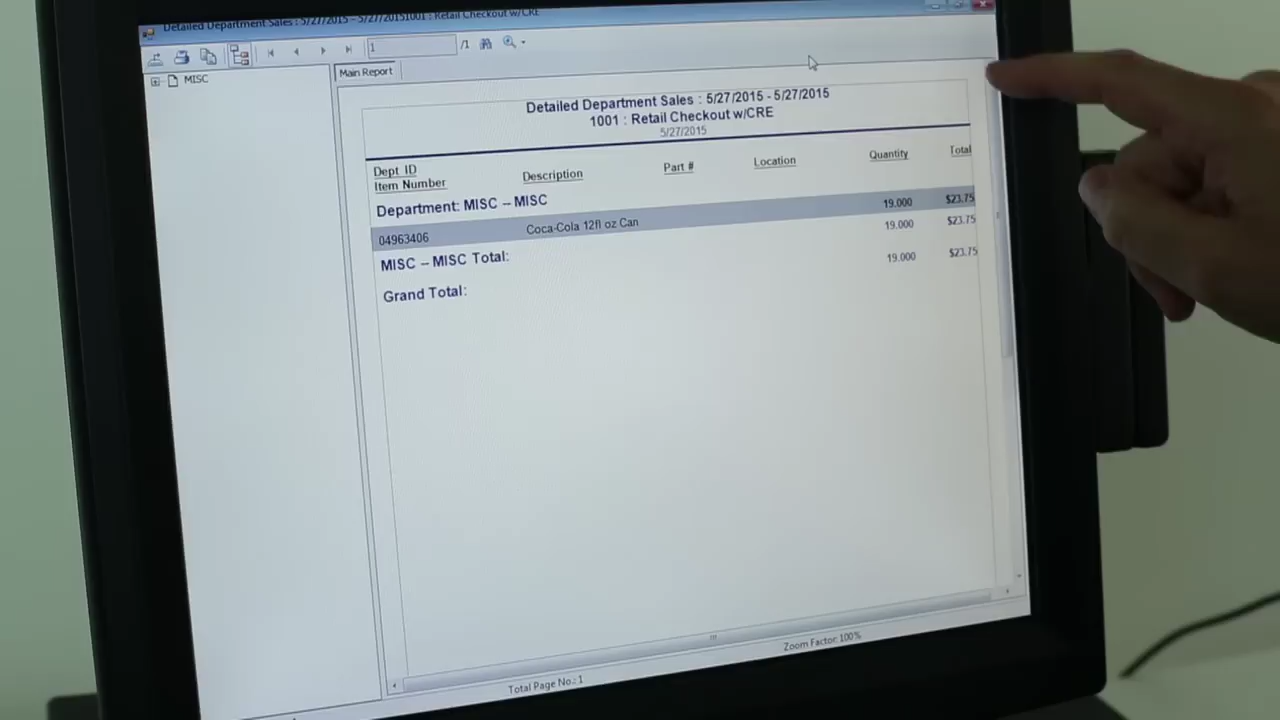 Detailed Department Sales : 5/27/2015 - 5/27/20151001 : Retail Checkout w/CRE
1 /1
MISC
Main Report
Detailed Department Sales : 5/27/2015 - 5/27/2015
1001 : Retail Checkout w/CRE
5/27/2015
Dept ID
Item Number Description Part # Location Quantity Total
Department: MISC – MISC
04963406 Coca-Cola 12fl oz Can 19.000 $23.75
MISC – MISC Total: 19.000 $23.75
Grand Total: 19.000 $23.75
Total Page No.: 1 Zoom Factor: 100%